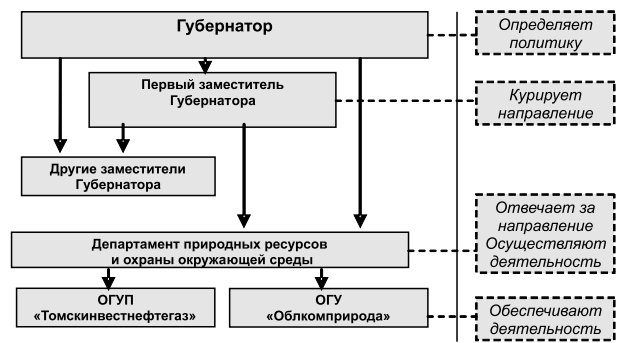 Губернатор
Определяет
политику
Первый заместитель
Губернатора
Курирует
направление
Другие заместители
Губернатора
Отвечает за
направление
Осуществляют
деятельность
Департамент природных ресурсов
и охраны окружающей среды
ОГУП
«Томскинвестнефтегаз»
ОГУ
«Облкомприрода»
Обеспечивают
деятельность